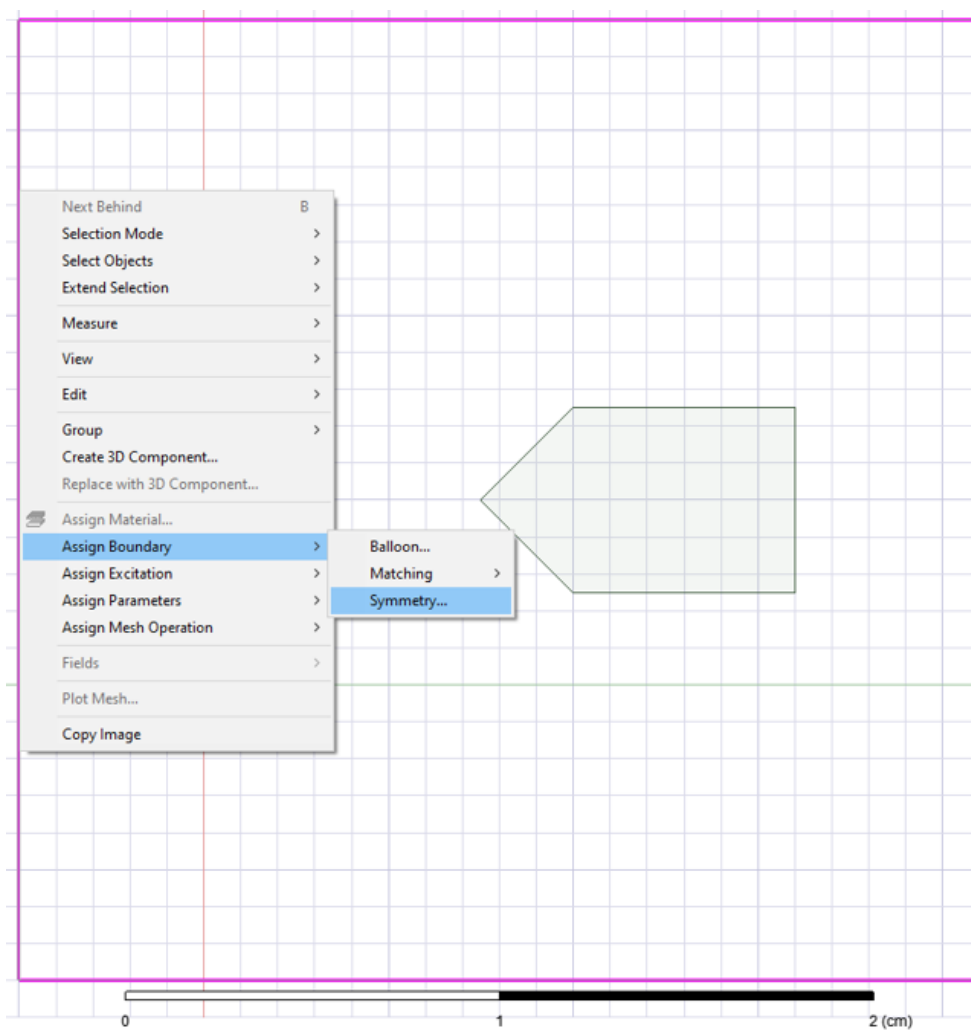 Next Behind B
Selection Mode
Select Objects
Extend Selection
Measure
View
Edit
Group
Create 3D Component...
Replace with 3D Component...
Assign Material...
Assign Boundary
Assign Excitation
Assign Parameters
Assign Mesh Operation
Fields
Plot Mesh...
Copy Image
Balloon...
Matching
Symmetry...
0 1 2 (cm)